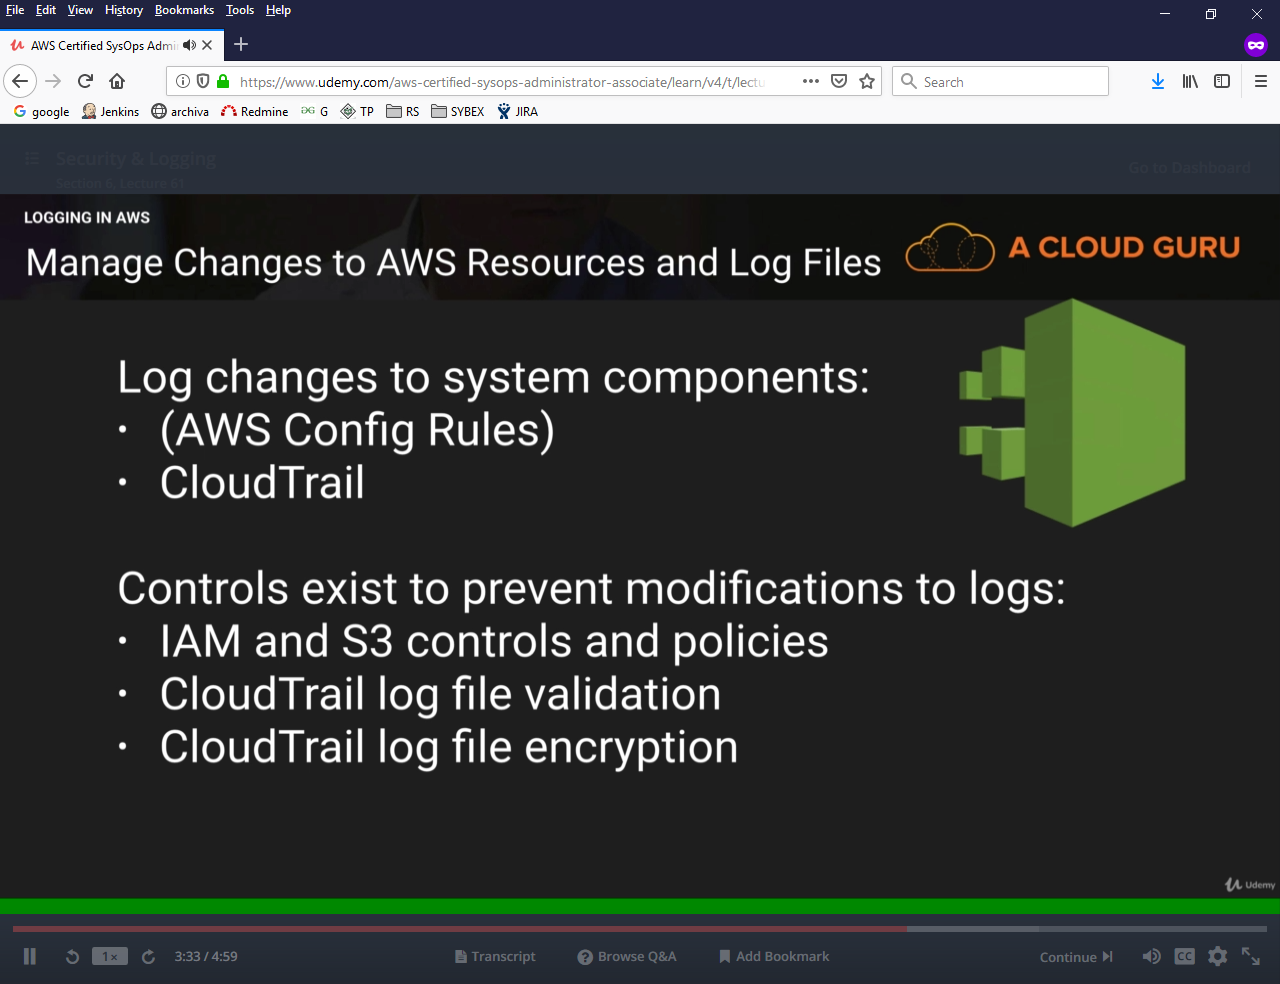 File Edit View History Bookmarks Tools Help
AWS Certified SysOps Admi
https://www.udemy.com/aws-certified-sysops-administrator-associate/learn/v4/t/lectu
Search
google Jenkins archiva Redmine G TP RS SYBEX JIRA
Security & Logging
Section 6, Lecture 61
Go to Dashboard
LOGGING IN AWS
Manage Changes to AWS Resources and Log Files
A CLOUD GURU
Log changes to system components:
• (AWS Config Rules)
• CloudTrail
Controls exist to prevent modifications to logs:
• IAM and S3 controls and policies
• CloudTrail log file validation
• CloudTrail log file encryption
Udemy
1×
3:33 / 4:59
Transcript
Browse Q&A
Add Bookmark
Continue
CC